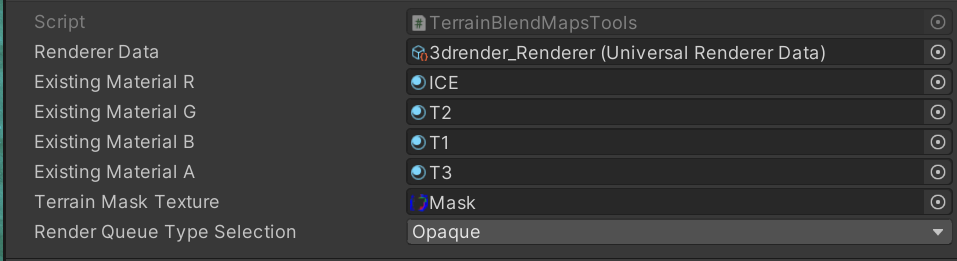 Script # TerrainBlendMapsTools
Renderer Data 3drender_Renderer (Universal Renderer Data)
Existing Material R ICE
Existing Material G T2
Existing Material B T1
Existing Material A T3
Terrain Mask Texture Mask
Render Queue Type Selection Opaque